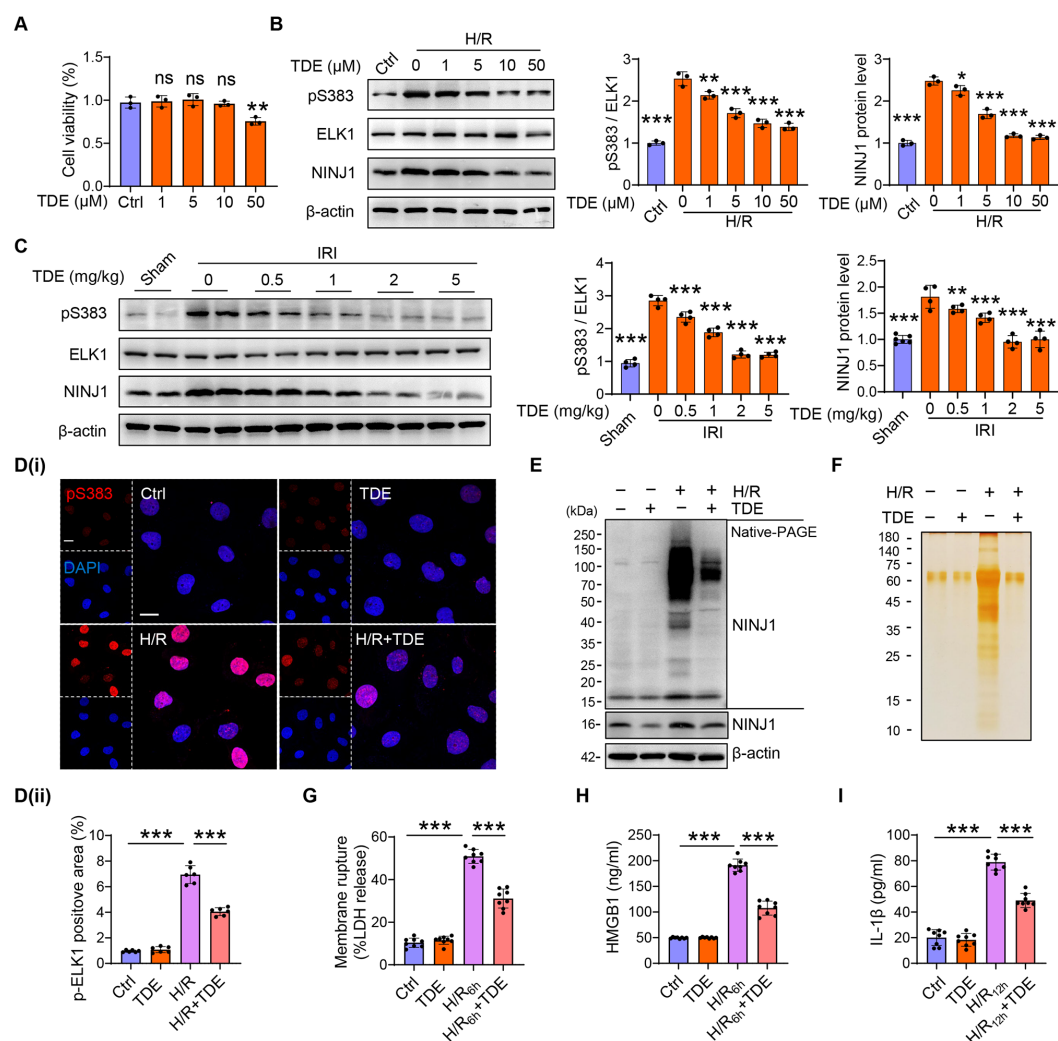 A
Cell viability (%)
1.5
1.0
0.5
0.0
ns ns ns **
Ctrl 1 5 10 50
TDE (μM)
B
H/R
Ctrl
TDE (μM) 0 1 5 10 50
pS383
ELK1
NINJ1
β-actin
pS383 / ELK1
4
3
2
1
0
*** ** *** *** ***
TDE (μM) Ctrl 0 1 5 10 50
H/R
NINJ1 protein level
4
3
2
1
0
*** * *** *** ***
TDE (μM) Ctrl 0 1 5 10 50
H/R
C
Sham
IRI
TDE (mg/kg) 0 0.5 1 2 5
pS383
ELK1
NINJ1
β-actin
pS383 / ELK1
4
3
2
1
0
*** *** *** *** ***
TDE (mg/kg) 0 0.5 1 2 5
Sham
IRI
NINJ1 protein level
2.5
2.0
1.5
1.0
0.5
0.0
*** ** *** *** ***
TDE (mg/kg) 0 0.5 1 2 5
Sham
IRI
D(i)
pS383
Ctrl
TDE
DAPI
H/R
H/R+TDE
E
– – + + H/R
– + – + TDE
(kDa)
Native-PAGE
250
150
100
70
50
40
35
25
20
15
NINJ1
16 NINJ1
42 β-actin
F
H/R – – + +
TDE – + – +
180
140
75
60
45
35
25
15
10
D(ii)
p-ELK1 positove area (%)
10
8
6
4
2
0
*** ***
Ctrl
TDE
H/R
H/R+TDE
G
Membrane rupture
(%LDH release)
60
40
20
0
*** ***
Ctrl
TDE
H/R6h
H/R6h+TDE
H
HMGB1 (ng/ml)
250
200
150
100
50
0
*** ***
Ctrl
TDE
H/R6h
H/R6h+TDE
I
IL-1β (pg/ml)
100
80
60
40
20
0
*** ***
Ctrl
TDE
H/R12h
H/R12h+TDE